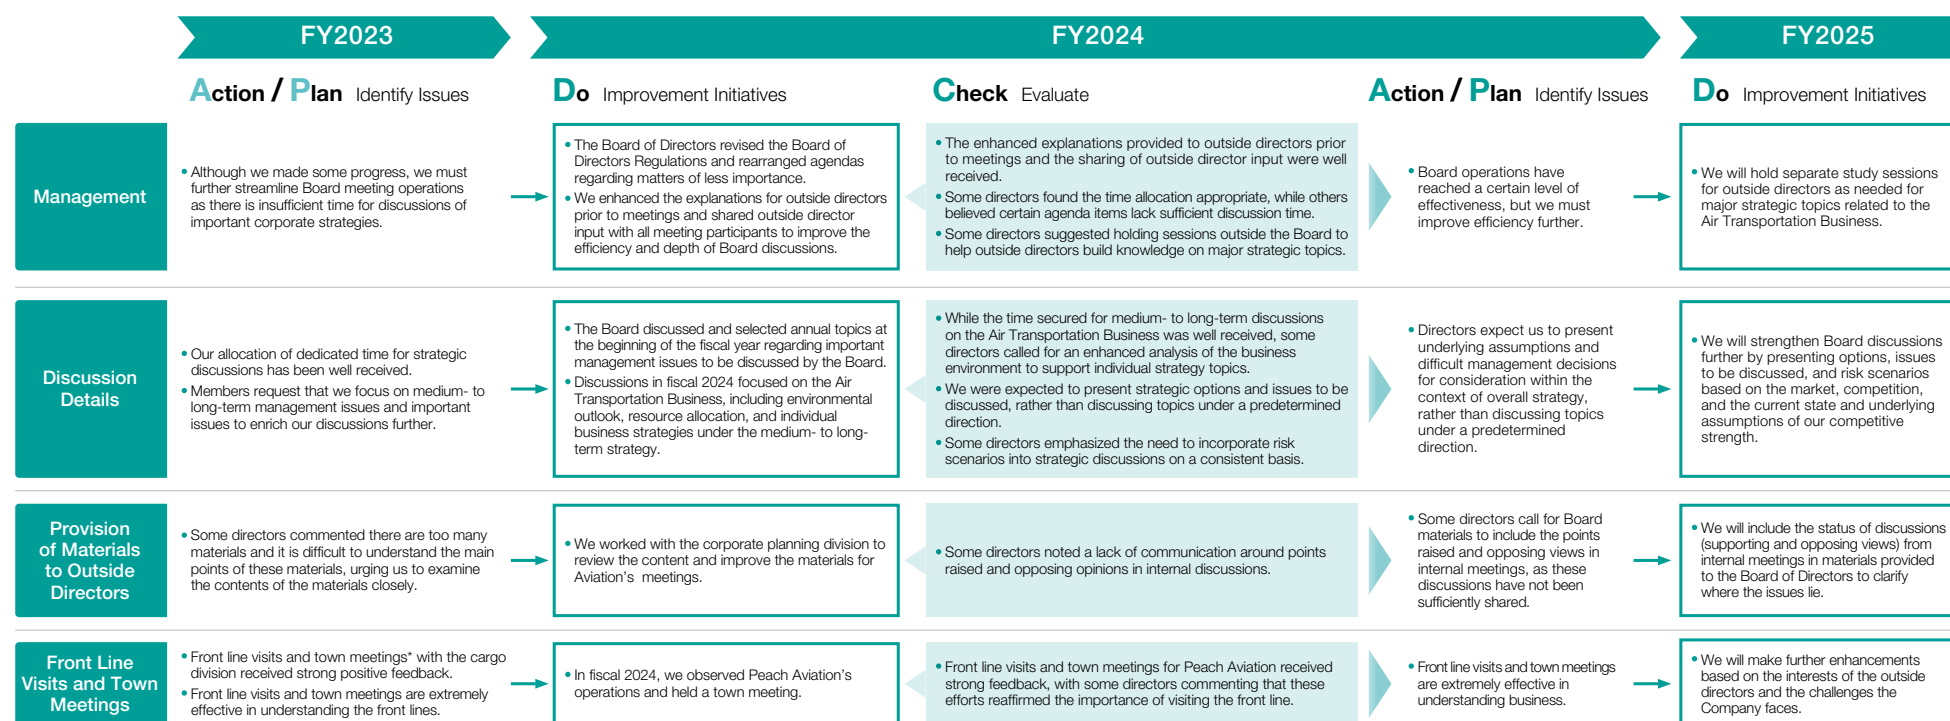 FY2023
FY2024
FY2025
Action / Plan Identify Issues
Do Improvement Initiatives
Check Evaluate
Action / Plan Identify Issues
Do Improvement Initiatives
Management
• Although we made some progress, we must
further streamline Board meeting operations
as there is insufficient time for discussions of
important corporate strategies.
• The Board of Directors revised the Board of
Directors Regulations and rearranged agendas
regarding matters of less importance.
• We enhanced the explanations for outside directors
prior to meetings and shared outside director
input with all meeting participants to improve the
efficiency and depth of Board discussions.
• The enhanced explanations provided to outside directors prior
to meetings and the sharing of outside director input were well
received.
• Some directors found the time allocation appropriate, while others
believed certain agenda items lack sufficient discussion time.
• Some directors suggested holding sessions outside the Board to
help outside directors build knowledge on major strategic topics.
• Board operations have
reached a certain level of
effectiveness, but we must
improve efficiency further.
• We will hold separate study sessions
for outside directors as needed for
major strategic topics related to the
Air Transportation Business.
Discussion
Details
• Our allocation of dedicated time for strategic
discussions has been well received.
• Members request that we focus on medium- to
long-term management issues and important
issues to enrich our discussions further.
• The Board discussed and selected annual topics at
the beginning of the fiscal year regarding important
management issues to be discussed by the Board.
• Discussions in fiscal 2024 focused on the Air
Transportation Business, including environmental
outlook, resource allocation, and individual
business strategies under the medium- to long-
term strategy.
• While the time secured for medium- to long-term discussions
on the Air Transportation Business was well received, some
directors called for an enhanced analysis of the business
environment to support individual strategy topics.
• We were expected to present strategic options and issues to be
discussed, rather than discussing topics under a predetermined
direction.
• Some directors emphasized the need to incorporate risk
scenarios into strategic discussions on a consistent basis.
• Directors expect us to present
underlying assumptions and
difficult management decisions
for consideration within the
context of overall strategy,
rather than discussing topics
under a predetermined
direction.
• We will strengthen Board discussions
further by presenting options, issues
to be discussed, and risk scenarios
based on the market, competition,
and the current state and underlying
assumptions of our competitive
strength.
Provision
of Materials
to Outside
Directors
• Some directors commented there are too many
materials and it is difficult to understand the main
points of these materials, urging us to examine
the contents of the materials closely.
• We worked with the corporate planning division to
review the content and improve the materials for
Aviation's meetings.
• Some directors noted a lack of communication around points
raised and opposing opinions in internal discussions.
• Some directors call for Board
materials to include the points
raised and opposing views in
internal meetings, as these
discussions have not been
sufficiently shared.
• We will include the status of discussions
(supporting and opposing views) from
internal meetings in materials provided
to the Board of Directors to clarify
where the issues lie.
Front Line
Visits and Town
Meetings
• Front line visits and town meetings* with the cargo
division received strong positive feedback.
• Front line visits and town meetings are extremely
effective in understanding the front lines.
• In fiscal 2024, we observed Peach Aviation's
operations and held a town meeting.
• Front line visits and town meetings for Peach Aviation received
strong feedback, with some directors commenting that these
efforts reaffirmed the importance of visiting the front line.
• Front line visits and town meetings
are extremely effective in
understanding business.
• We will make further enhancements
based on the interests of the outside
directors and the challenges the
Company faces.